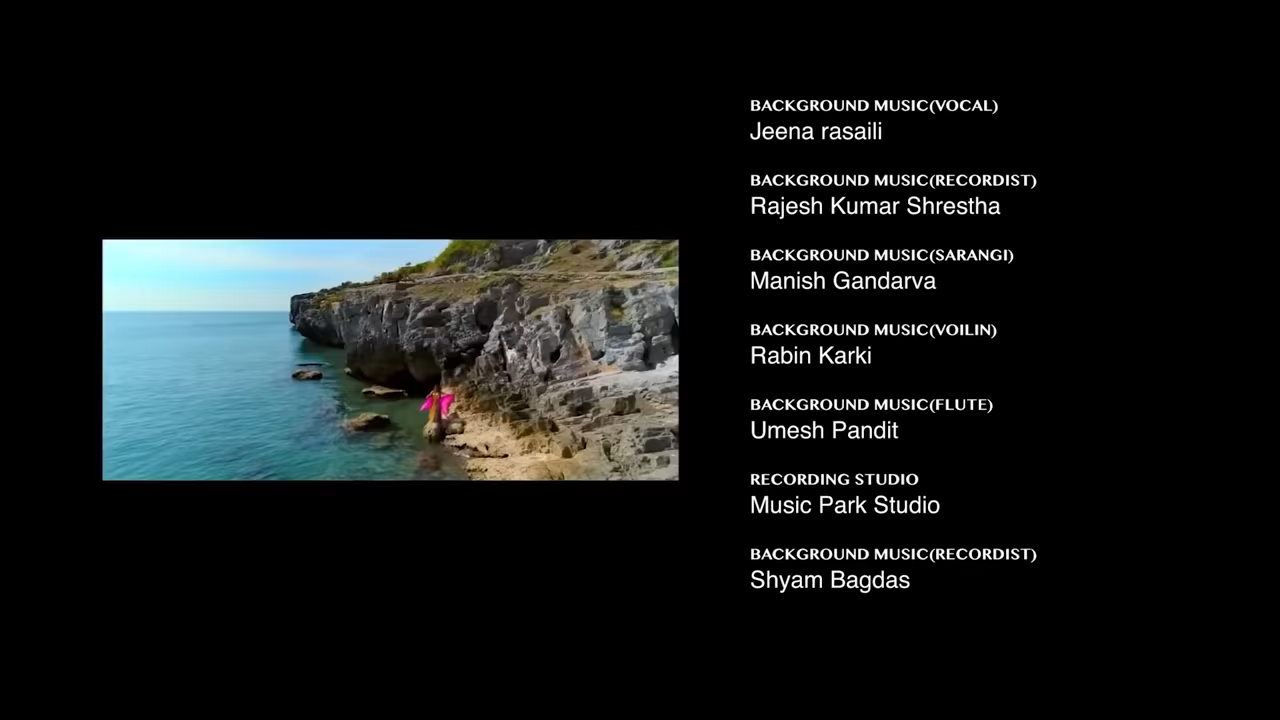 BACKGROUND MUSIC(VOCAL)
Jeena rasaili
BACKGROUND MUSIC(RECORDIST)
Rajesh Kumar Shrestha
BACKGROUND MUSIC(SARANGI)
Manish Gandarva
BACKGROUND MUSIC(VOILIN)
Rabin Karki
BACKGROUND MUSIC(FLUTE)
Umesh Pandit
RECORDING STUDIO
Music Park Studio
BACKGROUND MUSIC(RECORDIST)
Shyam Bagdas